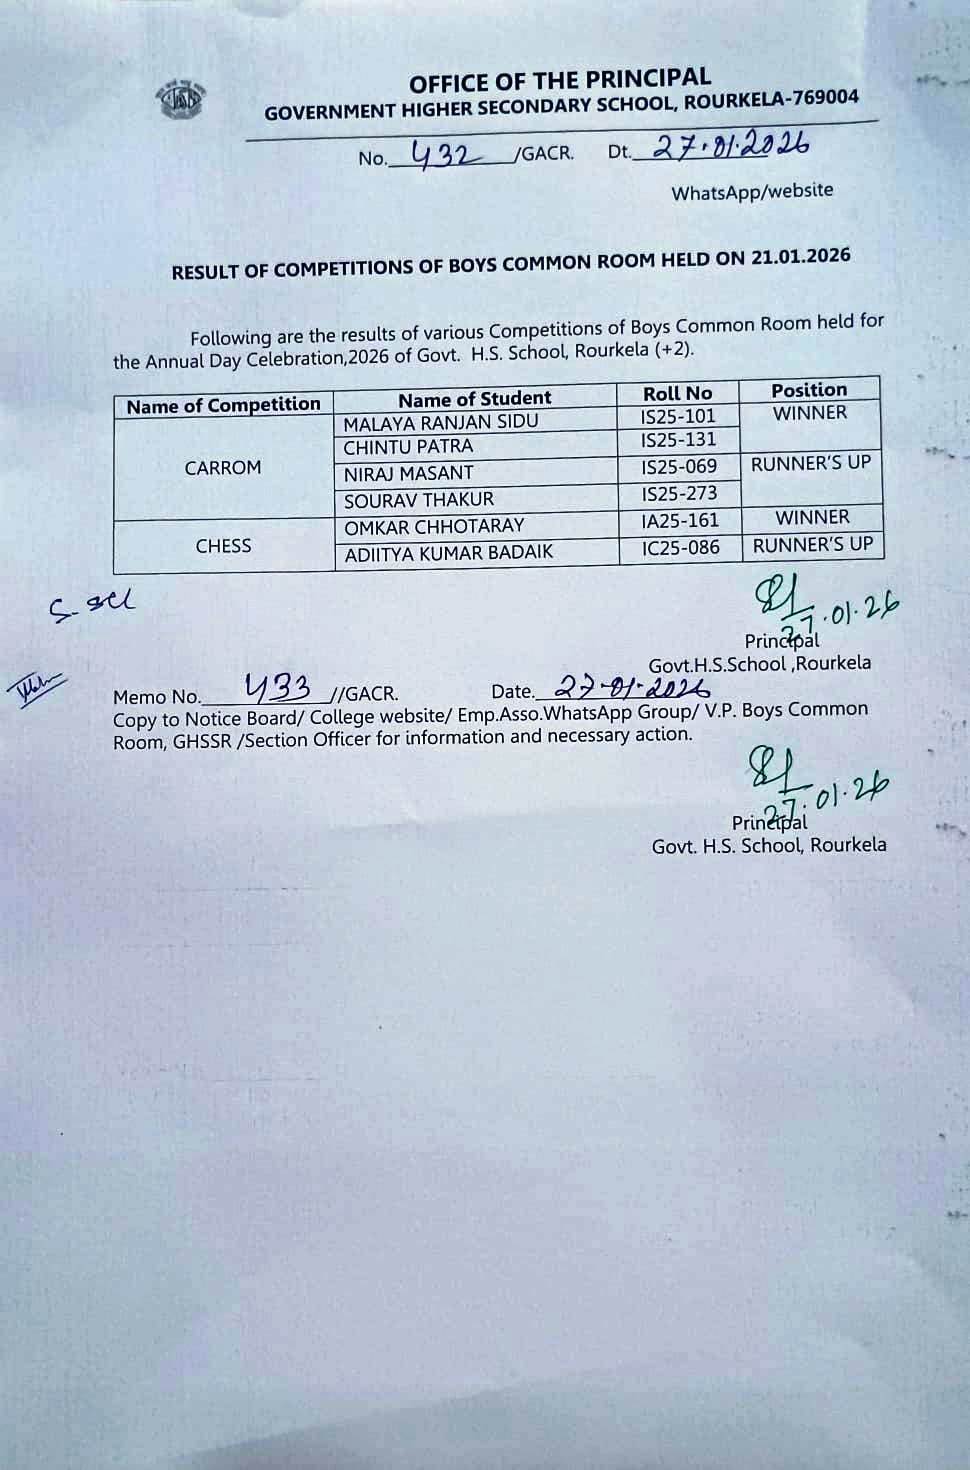 OFFICE OF THE PRINCIPAL
GOVERNMENT HIGHER SECONDARY SCHOOL, ROURKELA-769004
No. 432 /GACR. Dt. 27.01.2026
WhatsApp/website
RESULT OF COMPETITIONS OF BOYS COMMON ROOM HELD ON 21.01.2026
Following are the results of various Competitions of Boys Common Room held for
the Annual Day Celebration,2026 of Govt. H.S. School, Rourkela (+2).
Name of Competition Name of Student Roll No Position
CARROM MALAYA RANJAN SIDU IS25-101 WINNER
CHINTU PATRA IS25-131
NIRAJ MASANT IS25-069 RUNNER'S UP
SOURAV THAKUR IS25-273
CHESS OMKAR CHHOTARAY IA25-161 WINNER
ADIITYA KUMAR BADAIK IC25-086 RUNNER'S UP
27.01.26
Principal
Govt.H.S.School ,Rourkela
Memo No. 433 //GACR. Date. 27-01-2026
Copy to Notice Board/ College website/ Emp.Asso.WhatsApp Group/ V.P. Boys Common
Room, GHSSR /Section Officer for information and necessary action.
27.01.26
Principal
Govt. H.S. School, Rourkela